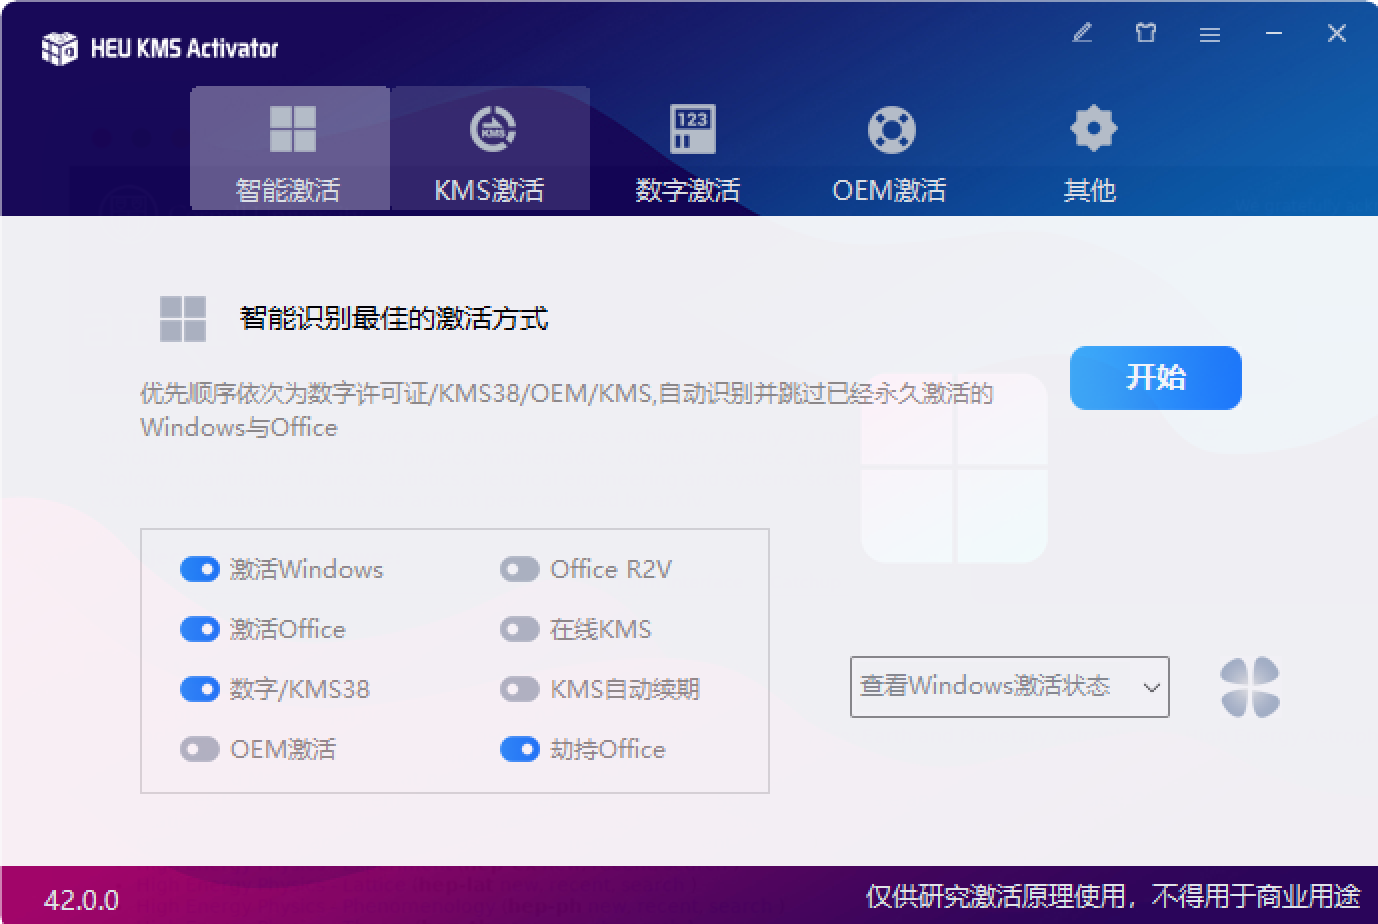 HEU KMS Activator
智能激活
KMS
KMS激活
123
数字激活
OEM激活
其他
智能识别最佳的激活方式
优先顺序依次为数字许可证/KMS38/OEM/KMS,自动识别并跳过已经永久激活的
Windows与Office
开始
激活Windows
Office R2V
激活Office
在线KMS
数字/KMS38
KMS自动续期
OEM激活
劫持Office
查看Windows激活状态
42.0.0
仅供研究激活原理使用，不得用于商业用途